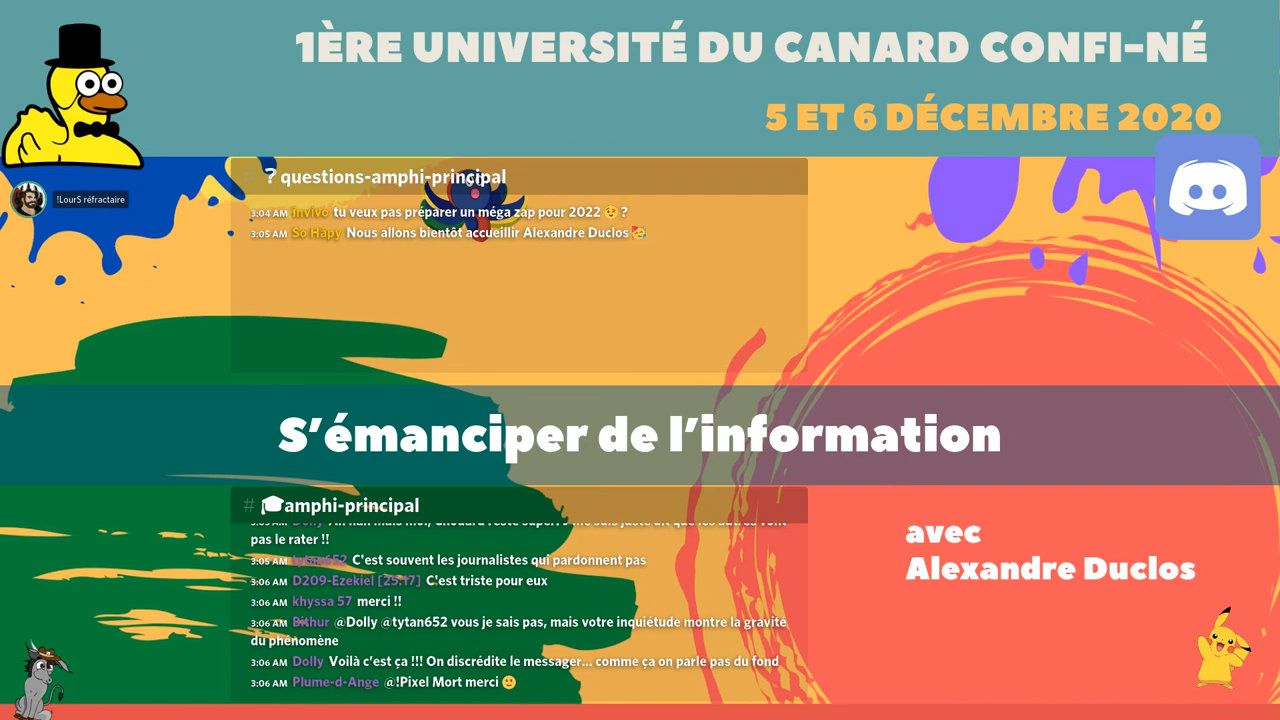 1ÈRE UNIVERSITÉ DU CANARD CONFI-NÉ
5 ET 6 DÉCEMBRE 2020
!LourS réfractaire
? questions-amphi-principal
3:04 AM invivo tu veux pas préparer un méga zap pour 2022 😉 ?
3:05 AM So Hapy Nous allons bientôt accueillir Alexandre Duclos 🥳
S'émanciper de l'information
# 🎓amphi-principal
pas le rater !!
3:05 AM tytan652 C'est souvent les journalistes qui pardonnent pas
3:06 AM D209-Ezekiel [25.17] C'est triste pour eux
3:06 AM khyssa 57 merci !!
3:06 AM Bithur @Dolly @tytan652 vous je sais pas, mais votre inquiétude montre la gravité
du phénomène
3:06 AM Dolly Voilà c'est ça !!! On discrédite le messager... comme ça on parle pas du fond
3:06 AM Plume-d-Ange @!Pixel Mort merci 🙂
avec
Alexandre Duclos